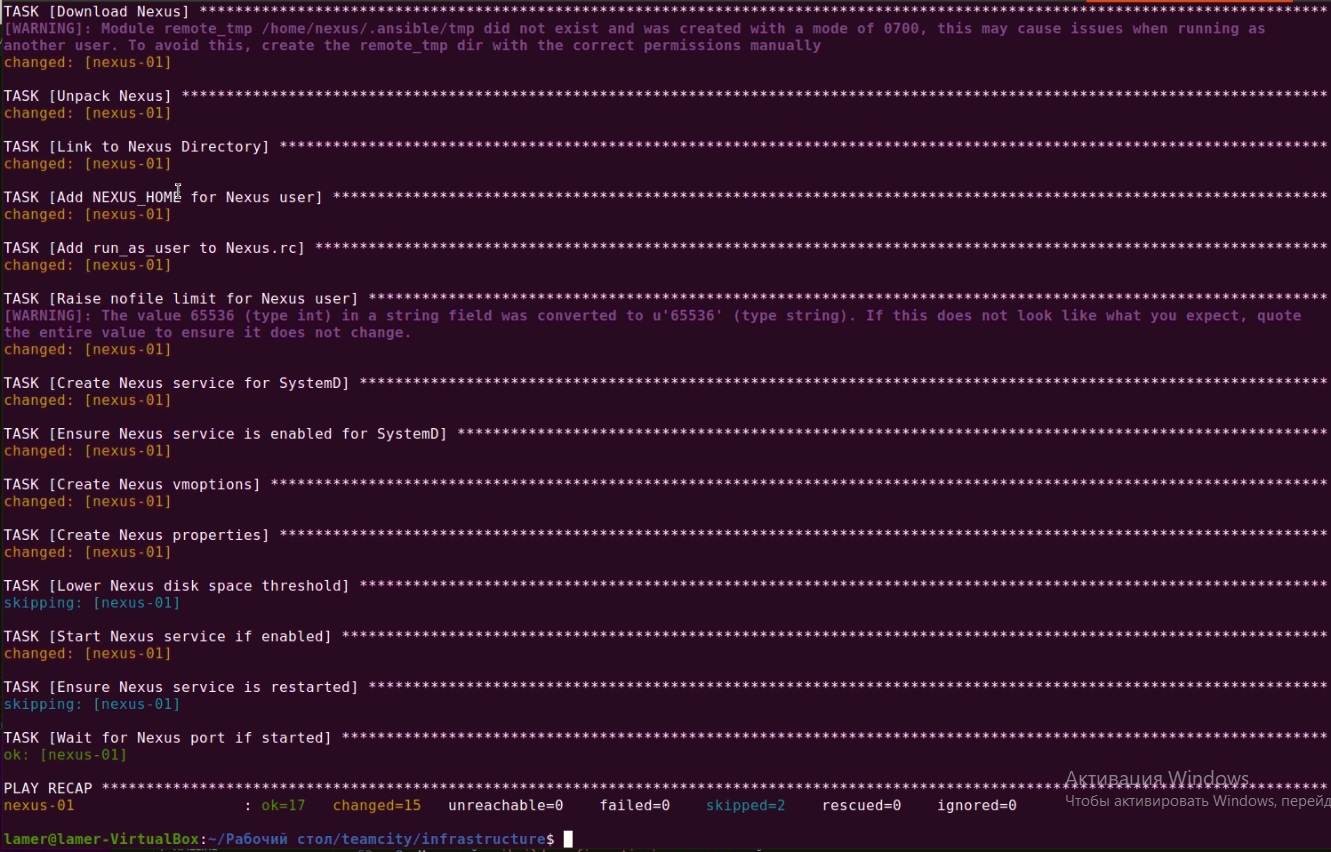 TASK [Download Nexus] ****************************************************************************************************************************
[WARNING]: Module remote_tmp /home/nexus/.ansible/tmp did not exist and was created with a mode of 0700, this may cause issues when running as
another user. To avoid this, create the remote_tmp dir with the correct permissions manually
changed: [nexus-01]
TASK [Unpack Nexus] ******************************************************************************************************************************
changed: [nexus-01]
TASK [Link to Nexus Directory] *******************************************************************************************************************
changed: [nexus-01]
TASK [Add NEXUS_HOME for Nexus user] *************************************************************************************************************
changed: [nexus-01]
TASK [Add run_as_user to Nexus.rc] ***************************************************************************************************************
changed: [nexus-01]
TASK [Raise nofile limit for Nexus user] *********************************************************************************************************
[WARNING]: The value 65536 (type int) in a string field was converted to u'65536' (type string). If this does not look like what you expect, quote
the entire value to ensure it does not change.
changed: [nexus-01]
TASK [Create Nexus service for SystemD] **********************************************************************************************************
changed: [nexus-01]
TASK [Ensure Nexus service is enabled for SystemD] ***********************************************************************************************
changed: [nexus-01]
TASK [Create Nexus vmoptions] ********************************************************************************************************************
changed: [nexus-01]
TASK [Create Nexus properties] *******************************************************************************************************************
changed: [nexus-01]
TASK [Lower Nexus disk space threshold] **********************************************************************************************************
skipping: [nexus-01]
TASK [Start Nexus service if enabled] ************************************************************************************************************
changed: [nexus-01]
TASK [Ensure Nexus service is restarted] *********************************************************************************************************
skipping: [nexus-01]
TASK [Wait for Nexus port if started] ************************************************************************************************************
ok: [nexus-01]
PLAY RECAP ***************************************************************************************************************************************
nexus-01 : ok=17 changed=15 unreachable=0 failed=0 skipped=2 rescued=0 ignored=0
Активация Windows
Чтобы активировать Windows, перейд
lamer@lamer-VirtualBox:~/Рабочий стол/teamcity/infrastructure$